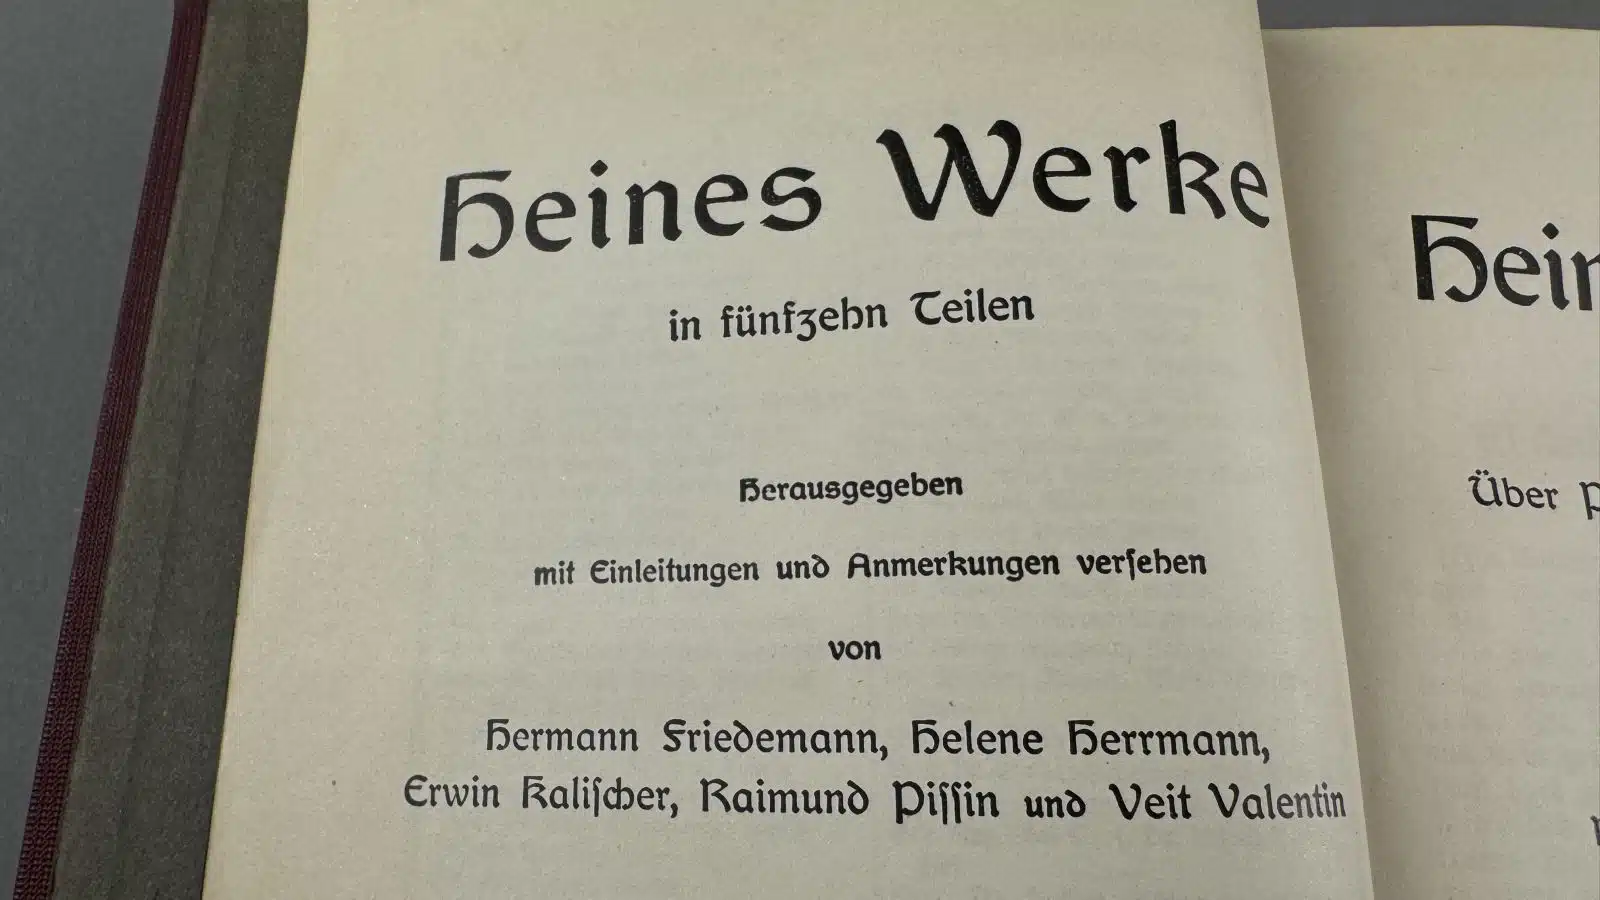 Heines Werke
in fünfzehn Teilen
Herausgegeben
mit Einleitungen und Anmerkungen verſehen
von
Hermann Friedemann, Helene Herrmann,
Erwin Kaliſcher, Raimund Piſſin und Veit Valentin
Über